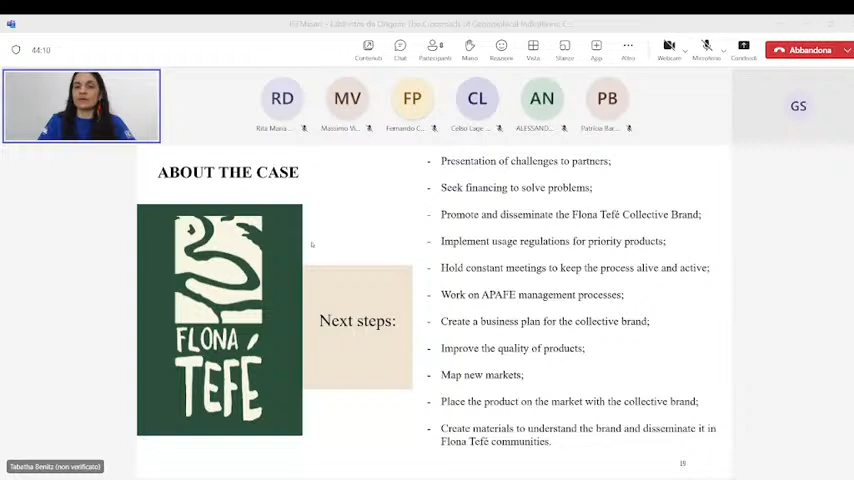 44:10
Contenuti
Chat
Partecipanti
8
Mano
Reazioni
Vista
Stanze
App
Altro
Webcam
Microfono
Condividi
Abbandona
RD
MV
FP
CL
AN
PB
GS
Rita Maria...
Massimo Vi...
Fernando C...
Celso Lage ...
ALESSAND...
Patrícia Bar...
ABOUT THE CASE
FLONA
TEFÉ
Next steps:
- Presentation of challenges to partners;
- Seek financing to solve problems;
- Promote and disseminate the Flona Tefé Collective Brand;
- Implement usage regulations for priority products;
- Hold constant meetings to keep the process alive and active;
- Work on APAFE management processes;
- Create a business plan for the collective brand;
- Improve the quality of products;
- Map new markets;
- Place the product on the market with the collective brand;
- Create materials to understand the brand and disseminate it in
Flona Tefé communities.
19
Tabatha Benitz (non verificato)